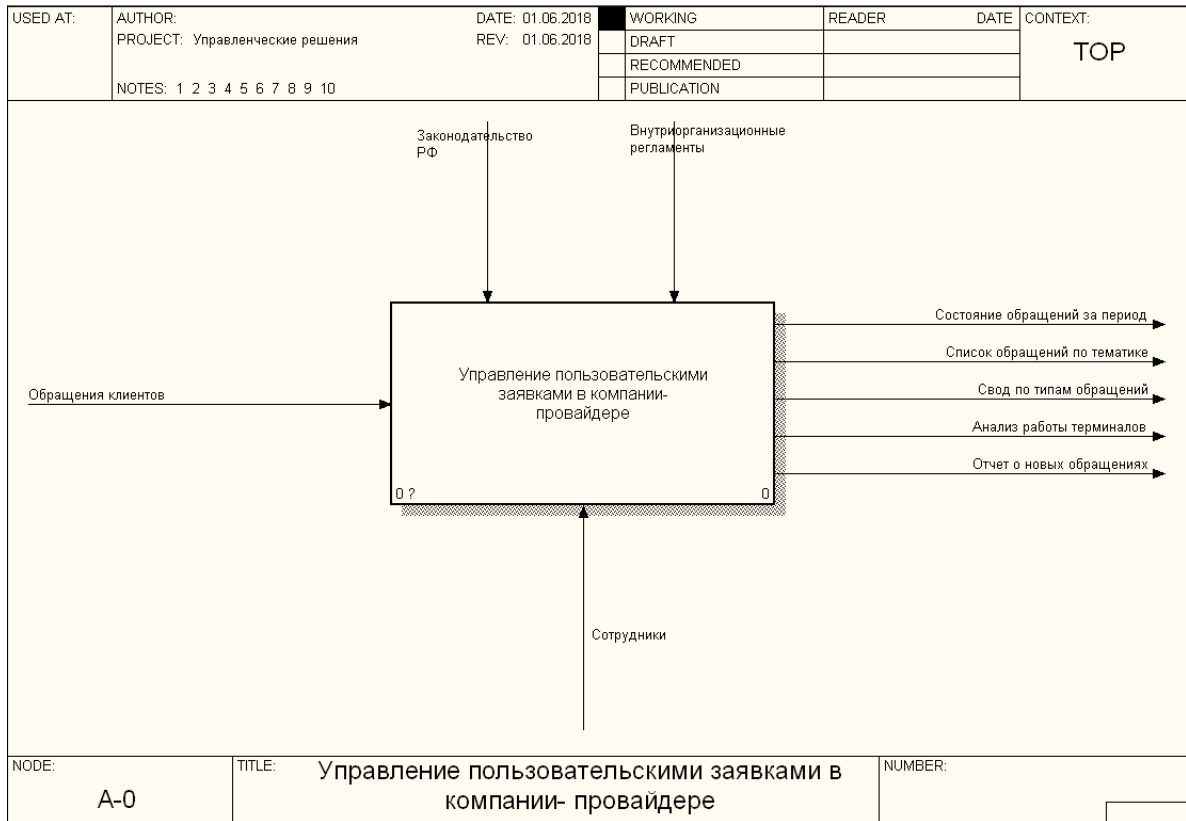 USED AT:
AUTHOR:
DATE: 01.06.2018
PROJECT: Управленческие решения
REV: 01.06.2018
NOTES: 1 2 3 4 5 6 7 8 9 10
WORKING
DRAFT
RECOMMENDED
PUBLICATION
READER DATE
CONTEXT:
TOP
Законодательство
РФ
Внутриорганизационные
регламенты
Обращения клиентов
Управление пользовательскими
заявками в компании-
провайдере
0 ?
0
Состояние обращений за период
Список обращений по тематике
Свод по типам обращений
Анализ работы терминалов
Отчет о новых обращениях
Сотрудники
NODE:
A-0
TITLE:
Управление пользовательскими заявками в
компании- провайдере
NUMBER: